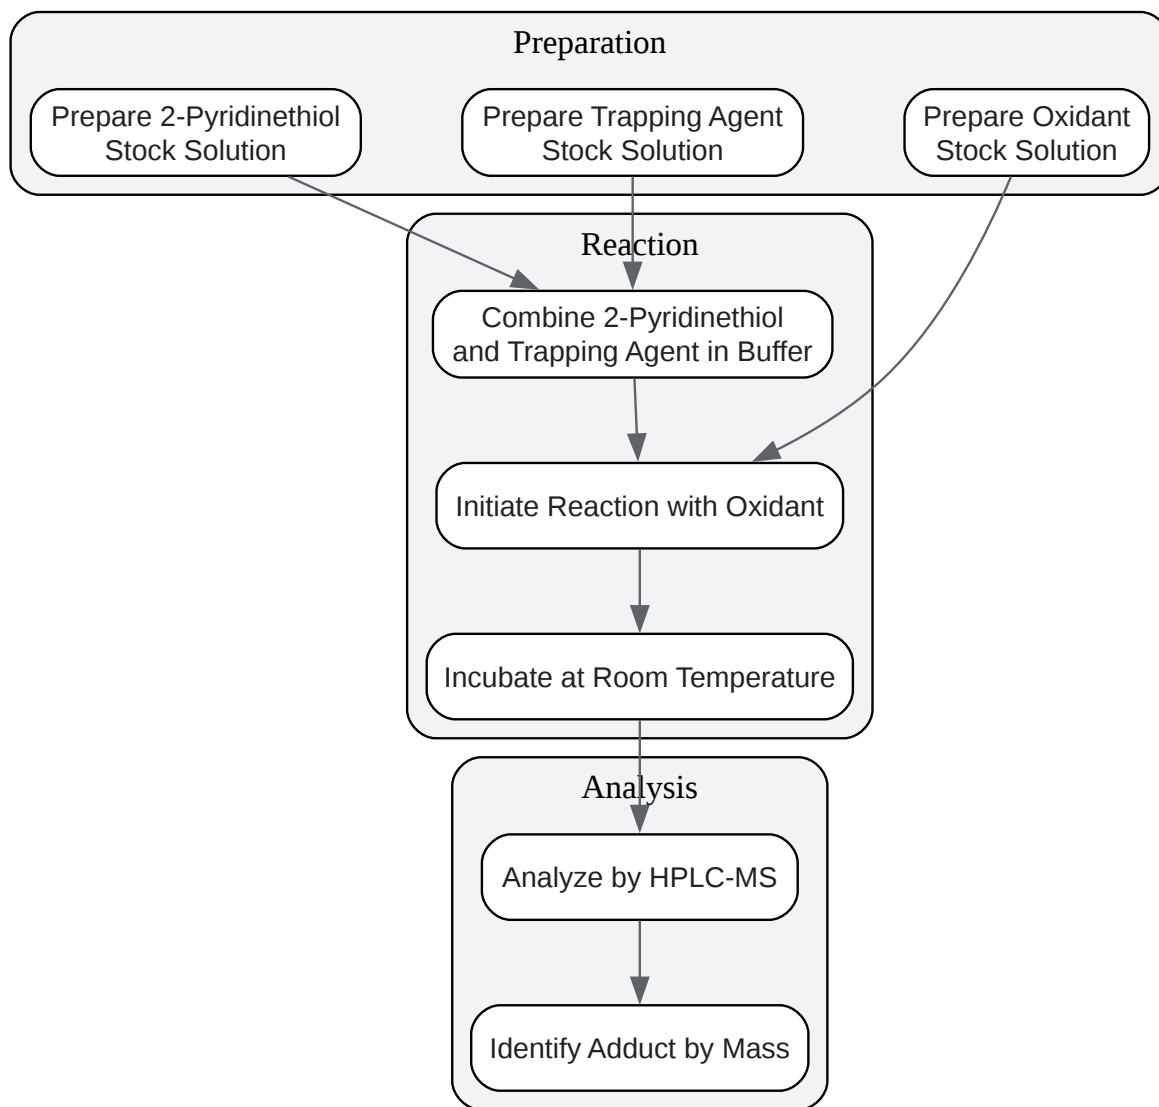 Preparation
Prepare 2-Pyridinethiol
Stock Solution
Prepare Trapping Agent
Stock Solution
Prepare Oxidant
Stock Solution
Reaction
Combine 2-Pyridinethiol
and Trapping Agent in Buffer
Initiate Reaction with Oxidant
Incubate at Room Temperature
Analysis
Analyze by HPLC-MS
Identify Adduct by Mass